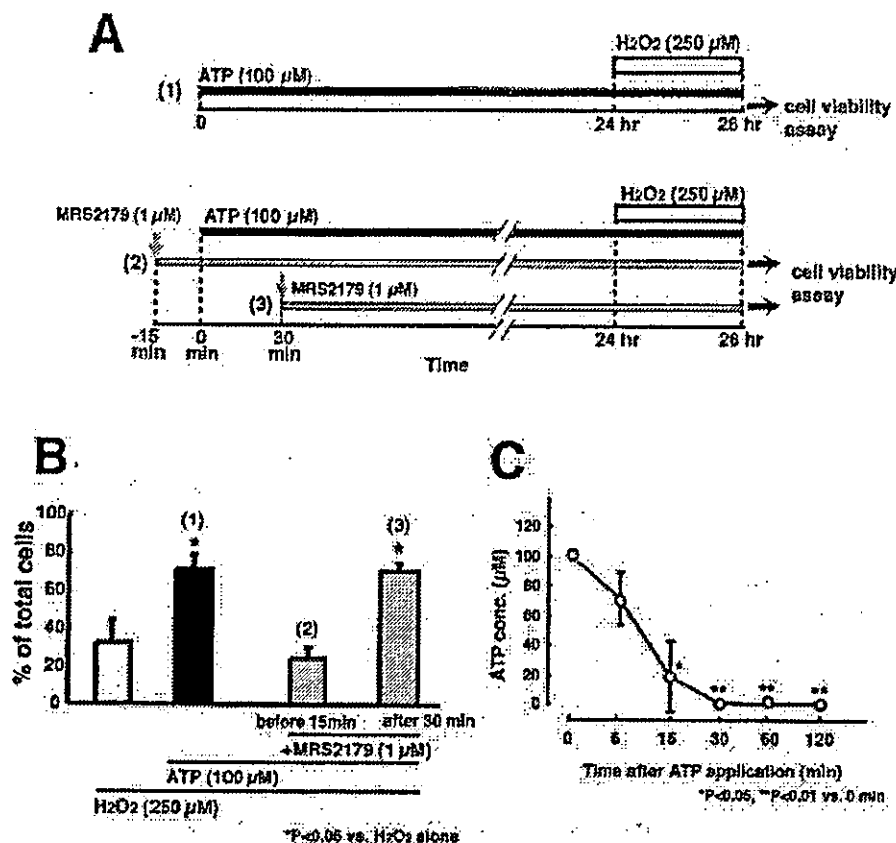 A
H2O2 (250 µM)
ATP (100 µM)
(1)
0
24 hr
26 hr
cell viability
assay
H2O2 (250 µM)
MRS2179 (1 µM)
ATP (100 µM)
(2)
cell viability
assay
MRS2179 (1 µM)
(3)
-15
min
0
min
30
min
24 hr
26 hr
Time
B
% of total cells
100
80
60
40
20
0
(1)
*
(2)
(3)
*
before 15min
after 30 min
+MRS2179 (1 µM)
ATP (100 µM)
H2O2 (250 µM)
*P<0.05 vs. H2O2 alone
C
ATP conc. (µM)
120
100
80
60
40
20
0
*
**
**
**
0
5
15
30
60
120
Time after ATP application (min)
*P<0.05, **P<0.01 vs. 0 min